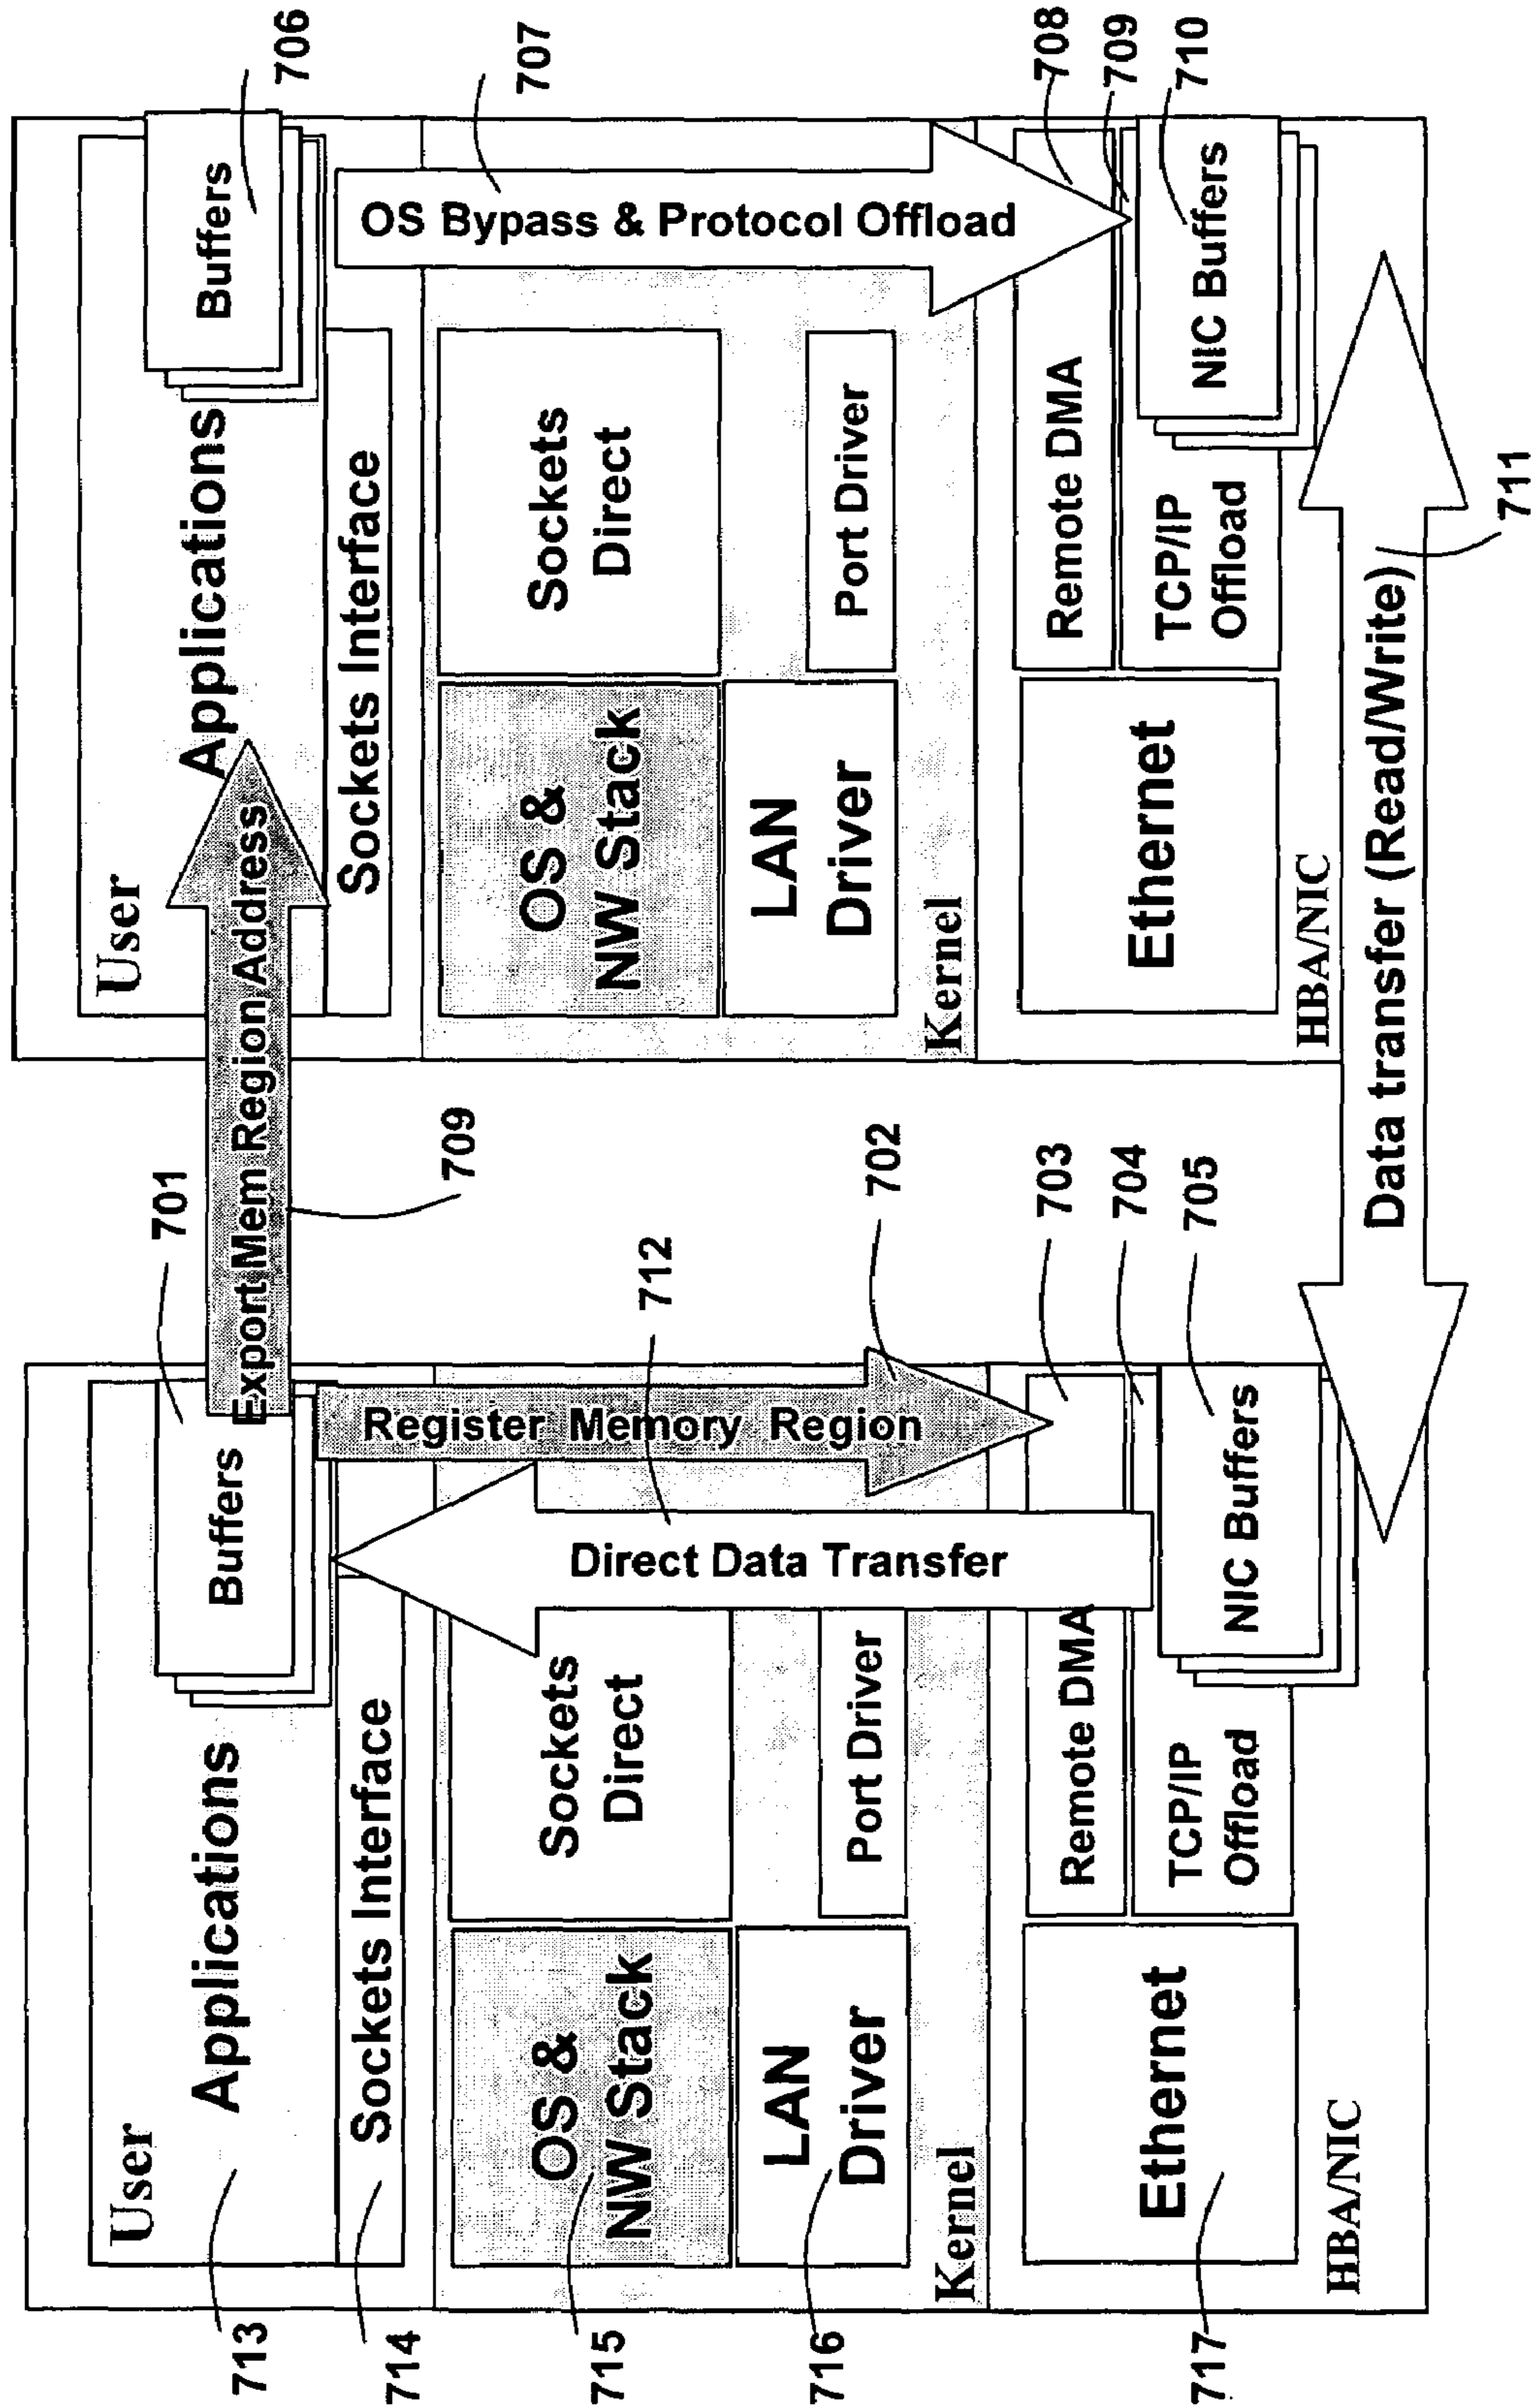 User
Applications
Buffers
701
Sockets Interface
Export Mem Region Address
709
Register Memory Region
702
712
Direct Data Transfer
OS &
NW Stack
Sockets
Direct
LAN
Driver
Port Driver
Kernel
Ethernet
Remote DMA
TCP/IP
Offload
NIC Buffers
703
704
705
HBA/NIC
713
714
715
716
717
User
Applications
Buffers
706
Sockets Interface
OS Bypass & Protocol Offload
707
OS &
NW Stack
Sockets
Direct
LAN
Driver
Port Driver
Kernel
Ethernet
Remote DMA
TCP/IP
Offload
NIC Buffers
708
709
710
HBA/NIC
Data transfer (Read/Write)
711